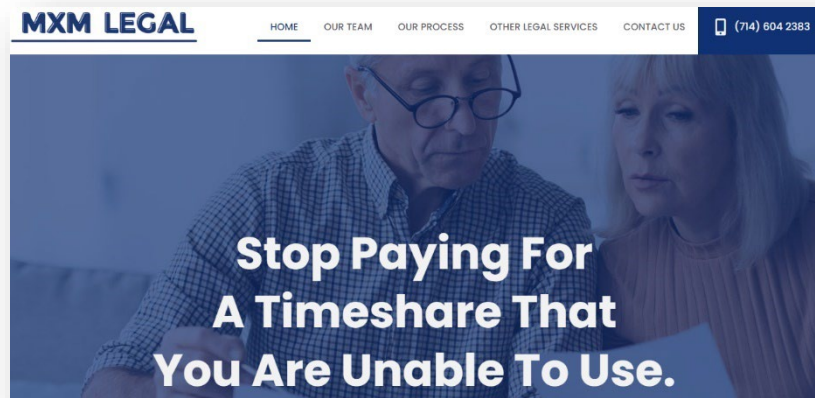 MXM LEGAL
HOME OUR TEAM OUR PROCESS OTHER LEGAL SERVICES CONTACT US (714) 604 2383
Stop Paying For
A Timeshare That
You Are Unable To Use.